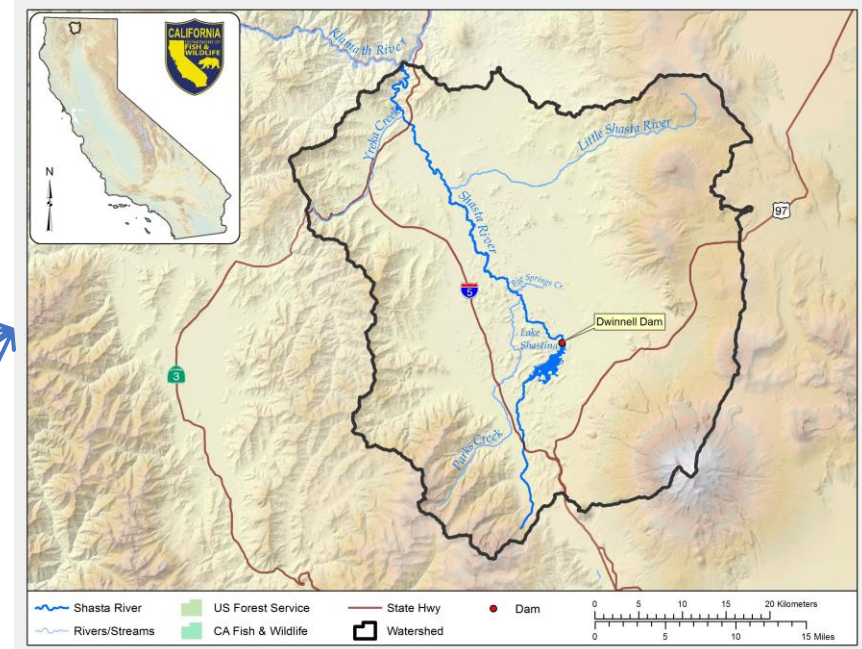 CALIFORNIA
DEPARTMENT OF
FISH &
WILDLIFE
N
Klamath River
Yreka Creek
Little Shasta River
Shasta River
97
5
Big Springs Cr.
Dwinnell Dam
Lake
Shastina
3
Parks Creek
Shasta River
US Forest Service
State Hwy
Dam
0 5 10 15 20 Kilometers
Rivers/Streams
CA Fish & Wildlife
Watershed
0 5 10 15 Miles